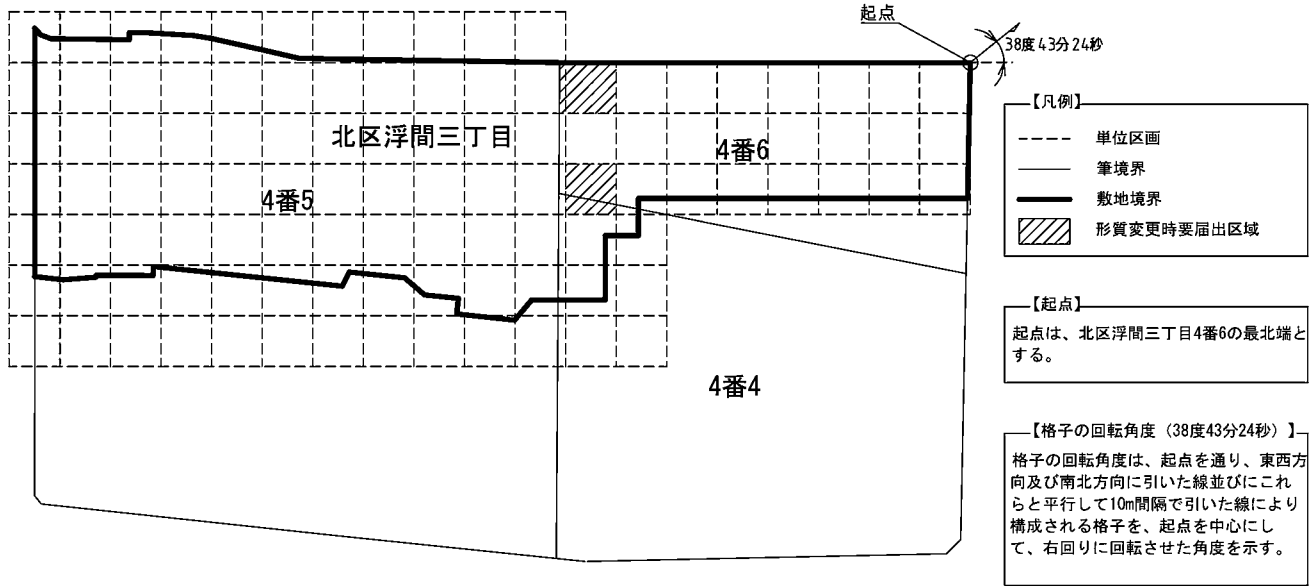 起点
38度43分24秒
北区浮間三丁目
4番6
4番5
4番4
【凡例】
単位区画
筆境界
敷地境界
形質変更時要届出区域
【起点】
起点は、北区浮間三丁目4番6の最北端と
する。
【格子の回転角度（38度43分24秒）】
格子の回転角度は、起点を通り、東西方
向及び南北方向に引いた線並びにこれ
らと平行して10m間隔で引いた線により
構成される格子を、起点を中心にし
て、右回りに回転させた角度を示す。